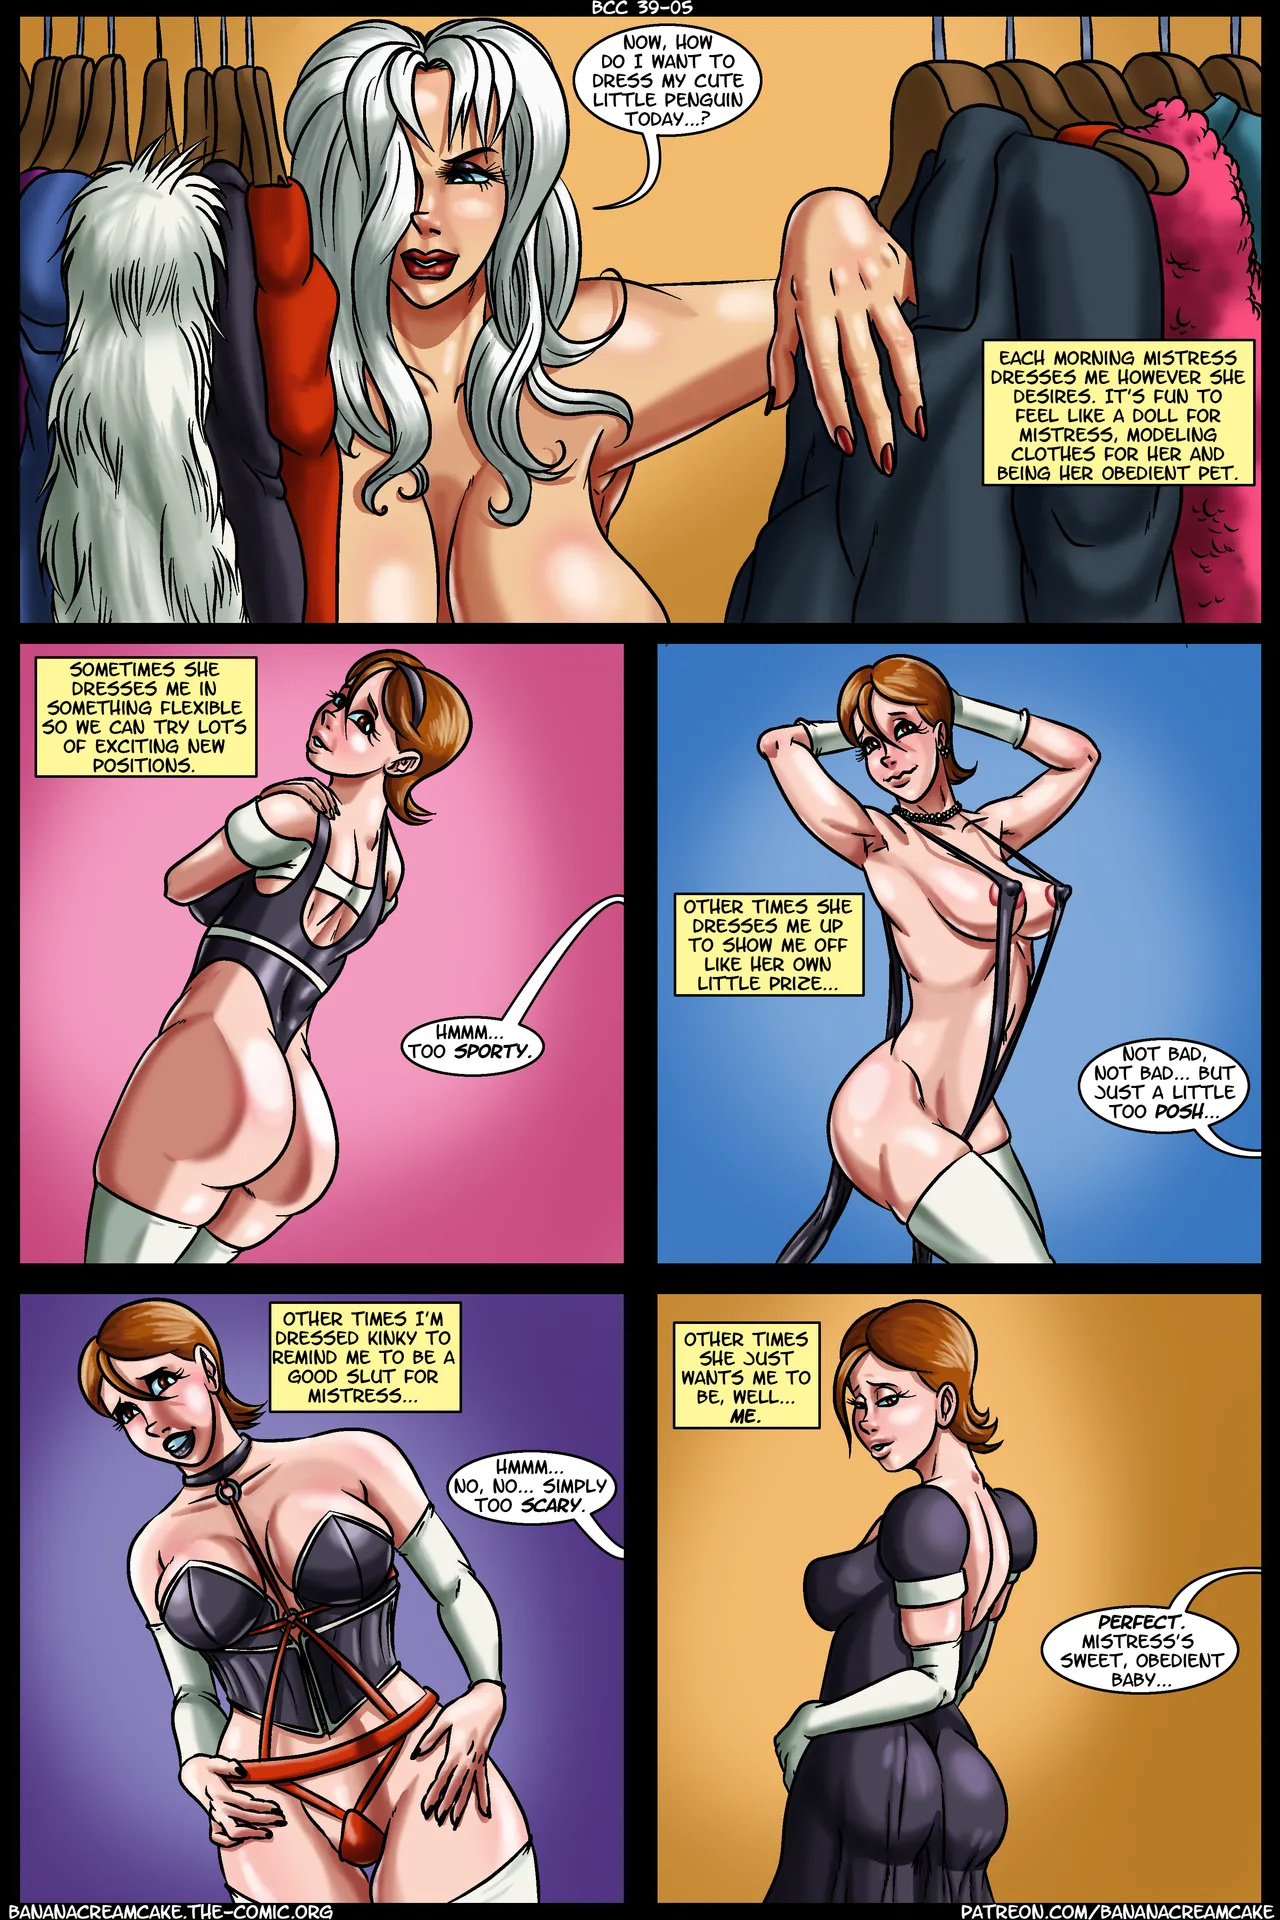 BCC 39-05
NOW, HOW
DO I WANT TO
DRESS MY CUTE
LITTLE PENGUIN
TODAY...?
EACH MORNING MISTRESS
DRESSES ME HOWEVER SHE
DESIRES. IT'S FUN TO
FEEL LIKE A DOLL FOR
MISTRESS, MODELING
CLOTHES FOR HER AND
BEING HER OBEDIENT PET.
SOMETIMES SHE
DRESSES ME IN
SOMETHING FLEXIBLE
SO WE CAN TRY LOTS
OF EXCITING NEW
POSITIONS.
HMMM...
TOO SPORTY.
OTHER TIMES SHE
DRESSES ME UP
TO SHOW ME OFF
LIKE HER OWN
LITTLE PRIZE...
NOT BAD,
NOT BAD... BUT
JUST A LITTLE
TOO POSH...
OTHER TIMES I'M
DRESSED KINKY TO
REMIND ME TO BE A
GOOD SLUT FOR
MISTRESS...
HMMM...
NO, NO... SIMPLY
TOO SCARY.
OTHER TIMES
SHE JUST
WANTS ME TO
BE, WELL...
ME.
PERFECT.
MISTRESS'S
SWEET, OBEDIENT
BABY...
BANANACREAMCAKE.THE-COMIC.ORG
PATREON.COM/BANANACREAMCAKE